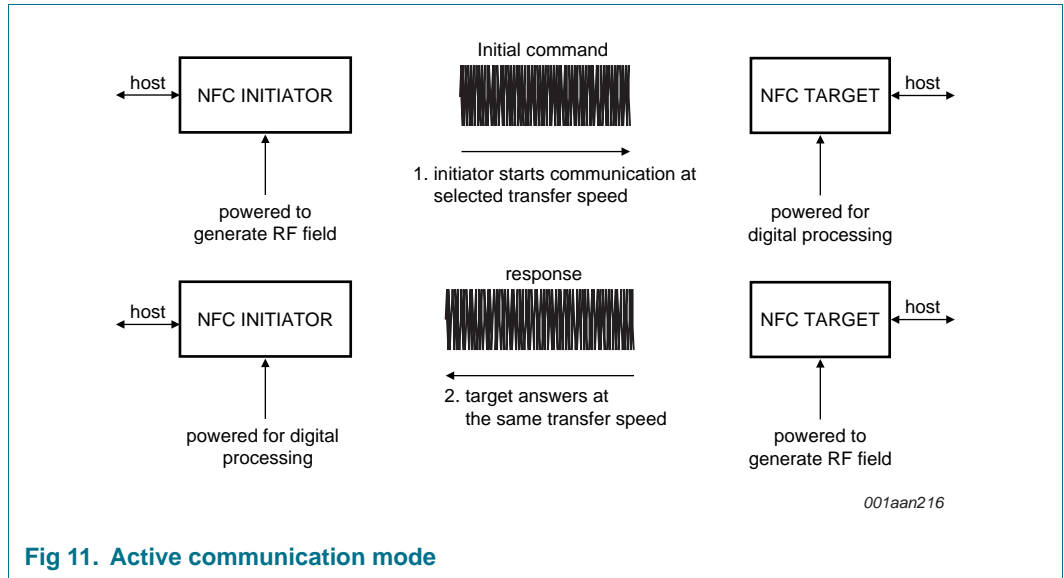 Initial command
host
NFC INITIATOR
NFC TARGET
host
1. initiator starts communication at
selected transfer speed
powered to
generate RF field
powered for
digital processing
response
host
NFC INITIATOR
NFC TARGET
host
2. target answers at
the same transfer speed
powered for digital
processing
powered to
generate RF field
001aan216
Fig 11. Active communication mode